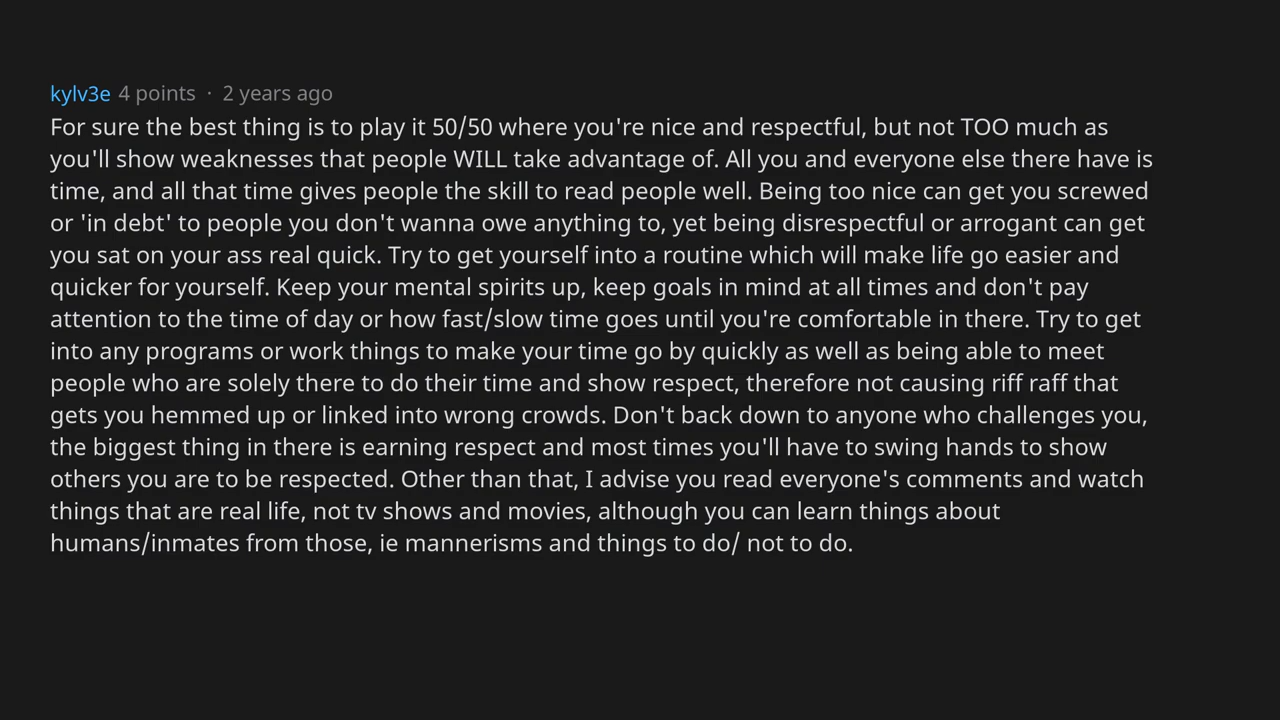 kylv3e 4 points · 2 years ago
For sure the best thing is to play it 50/50 where you're nice and respectful, but not TOO much as
you'll show weaknesses that people WILL take advantage of. All you and everyone else there have is
time, and all that time gives people the skill to read people well. Being too nice can get you screwed
or 'in debt' to people you don't wanna owe anything to, yet being disrespectful or arrogant can get
you sat on your ass real quick. Try to get yourself into a routine which will make life go easier and
quicker for yourself. Keep your mental spirits up, keep goals in mind at all times and don't pay
attention to the time of day or how fast/slow time goes until you're comfortable in there. Try to get
into any programs or work things to make your time go by quickly as well as being able to meet
people who are solely there to do their time and show respect, therefore not causing riff raff that
gets you hemmed up or linked into wrong crowds. Don't back down to anyone who challenges you,
the biggest thing in there is earning respect and most times you'll have to swing hands to show
others you are to be respected. Other than that, I advise you read everyone's comments and watch
things that are real life, not tv shows and movies, although you can learn things about
humans/inmates from those, ie mannerisms and things to do/ not to do.